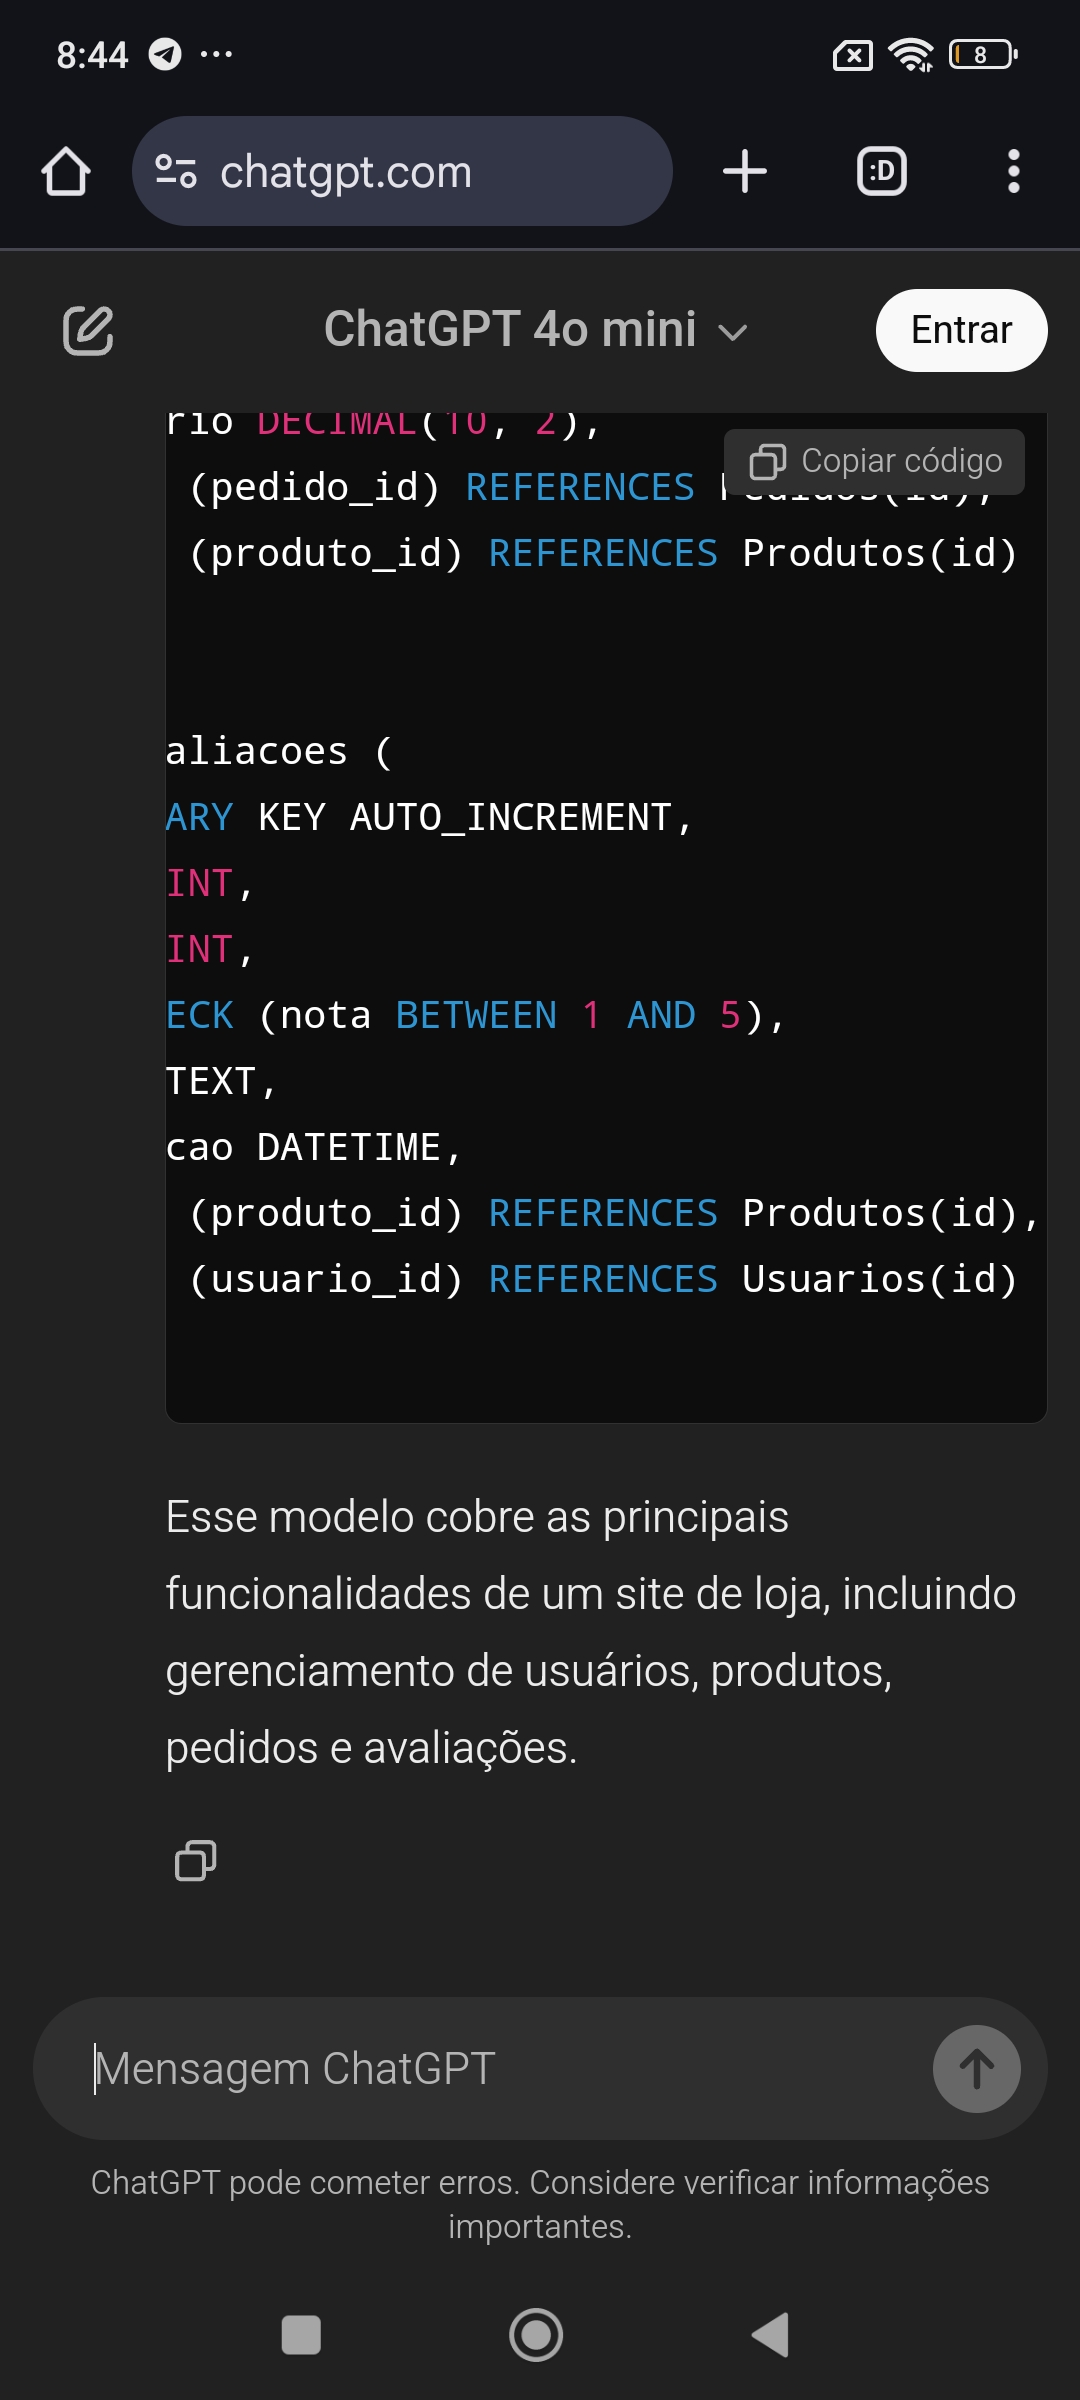 8:44
8
chatgpt.com
:D
ChatGPT 4o mini
Entrar
rio DECIMAL(10, 2),
Copiar código
(pedido_id) REFERENCES Pedidos(id),
(produto_id) REFERENCES Produtos(id)
aliacoes (
ARY KEY AUTO_INCREMENT,
INT,
INT,
ECK (nota BETWEEN 1 AND 5),
TEXT,
cao DATETIME,
(produto_id) REFERENCES Produtos(id),
(usuario_id) REFERENCES Usuarios(id)
Esse modelo cobre as principais
funcionalidades de um site de loja, incluindo
gerenciamento de usuários, produtos,
pedidos e avaliações.
Mensagem ChatGPT
ChatGPT pode cometer erros. Considere verificar informações
importantes.